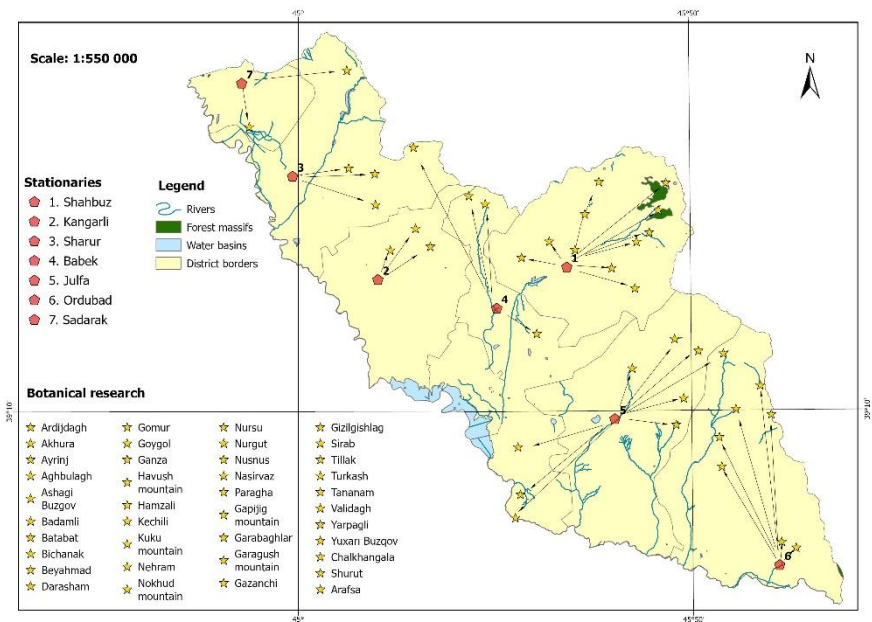 45°
45°50'
Scale: 1:550 000
N
7
3
Stationaries
1. Shahbuz
2. Kangarli
3. Sharur
4. Babek
5. Julfa
6. Ordubad
7. Sadarak
Legend
Rivers
Forest massifs
Water basins
District borders
2
1
4
5
6
39°10'
39°10'
Botanical research
Ardijdagh
Akhura
Ayrinj
Aghbulagh
Ashagi
Buzgov
Badamli
Batabat
Bichanak
Beyahmad
Darasham
Gomur
Goygol
Ganza
Havush
mountain
Hamzali
Kechili
Kuku
mountain
Nehram
Nokhud
mountain
Nursu
Nurgut
Nusnus
Nasirvaz
Paragha
Gapijig
mountain
Garabaghlar
Garagush
mountain
Gazanchi
Gizilgishlag
Sirab
Tillak
Turkash
Tananam
Validagh
Yarpagli
Yuxarı Buzqov
Chalkhangala
Shurut
Arafsa
45°
45°50'